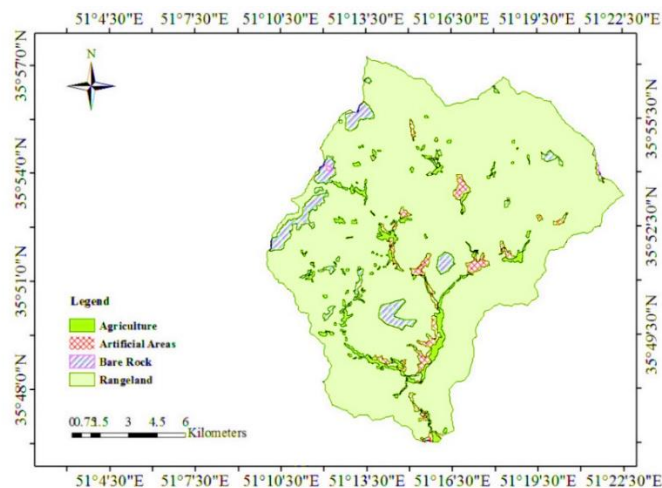 51°4'30"E 51°7'30"E 51°10'30"E 51°13'30"E 51°16'30"E 51°19'30"E 51°22'30"E
N
35°57'0"N
35°54'0"N
35°51'0"N
35°48'0"N
35°55'30"N
35°52'30"N
35°49'30"N
Legend
Agriculture
Artificial Areas
Bare Rock
Rangeland
00.751.5 3 4.5 6
Kilometers
51°4'30"E 51°7'30"E 51°10'30"E 51°13'30"E 51°16'30"E 51°19'30"E 51°22'30"E